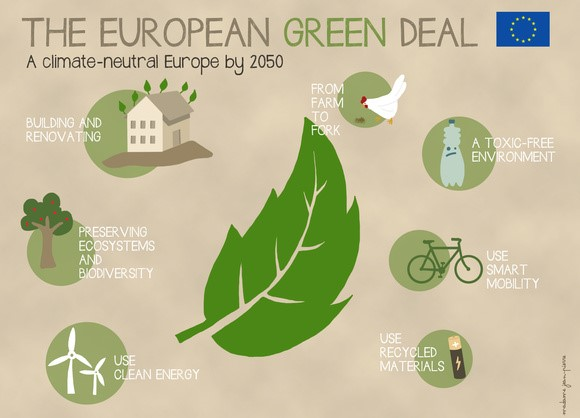 THE EUROPEAN GREEN DEAL
A climate-neutral Europe by 2050
BUILDING AND
RENOVATING
FROM
FARM
TO
FORK
A TOXIC-FREE
ENVIRONMENT
PRESERVING
ECOSYSTEMS
AND
BIODIVERSITY
USE
SMART
MOBILITY
USE
CLEAN ENERGY
USE
RECYCLED
MATERIALS